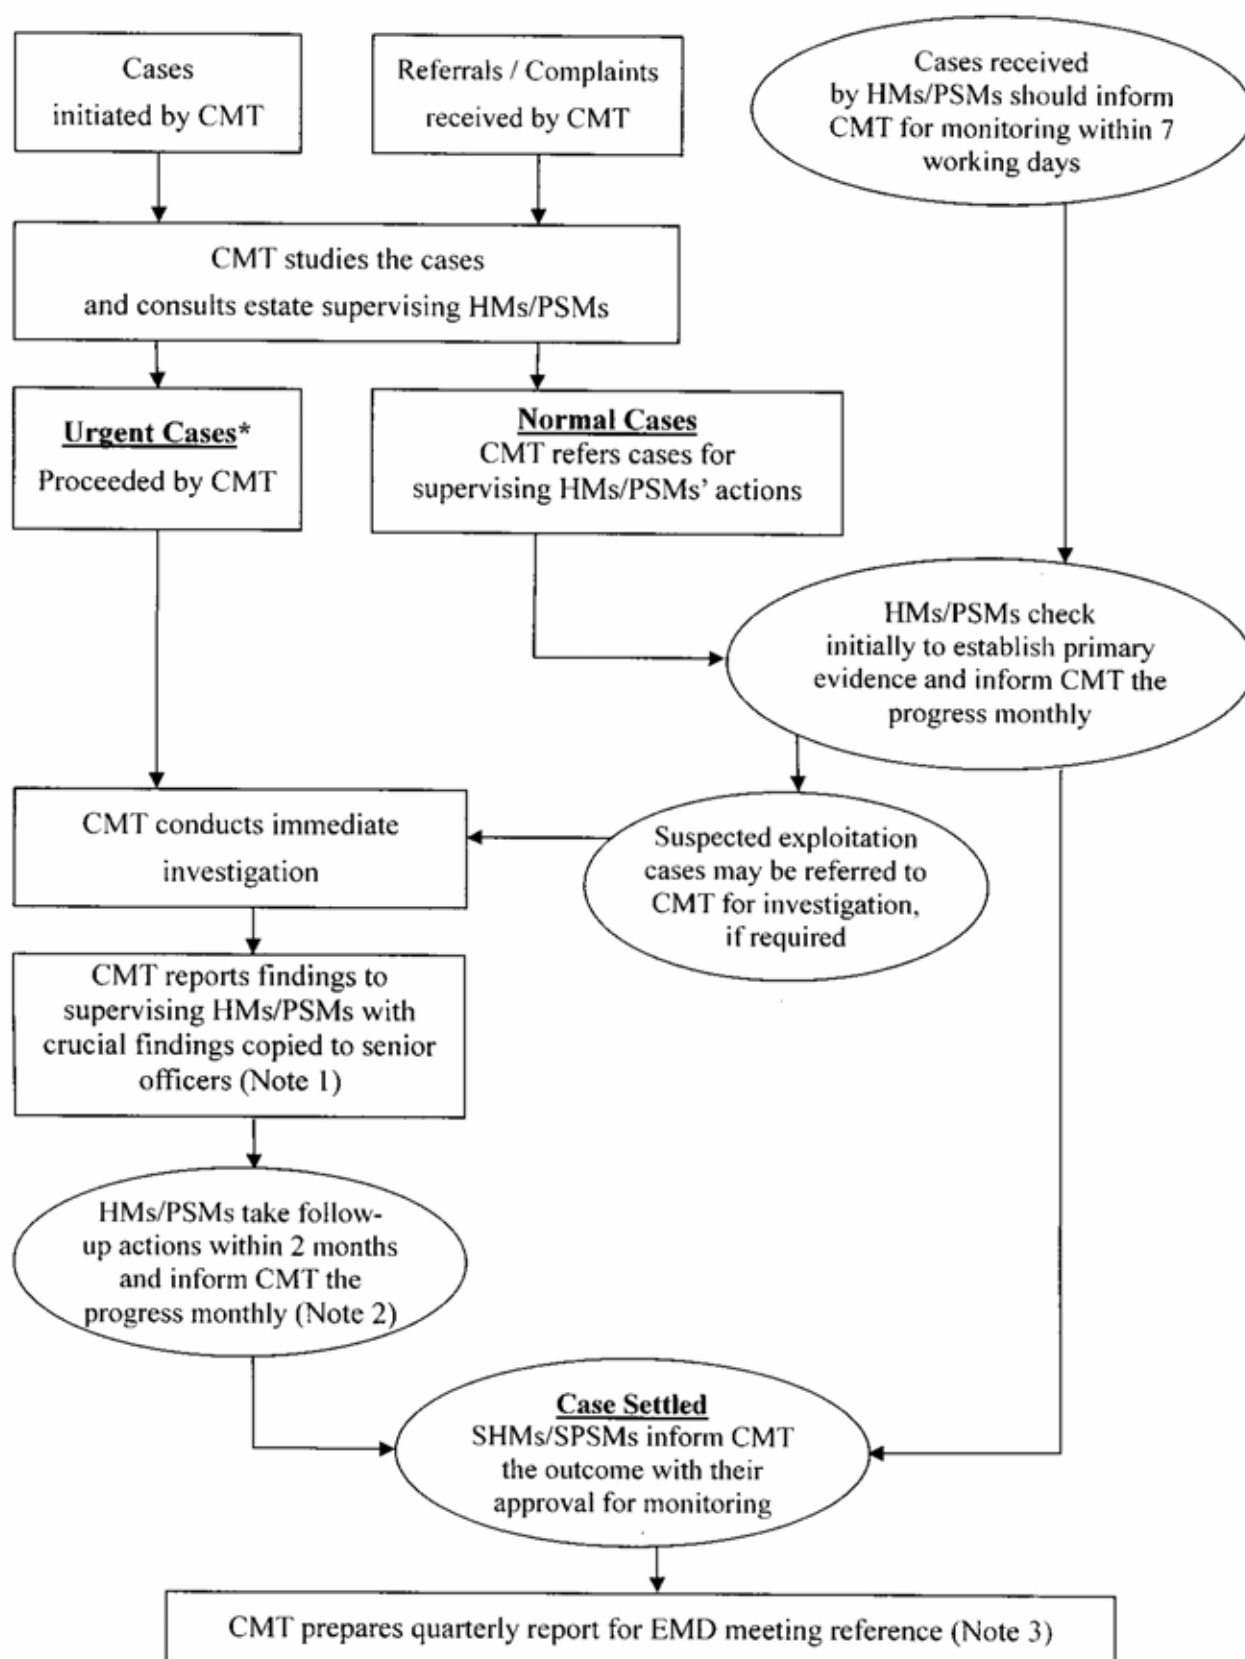 Cases
initiated by CMT
Referrals / Complaints
received by CMT
Cases received
by HMs/PSMs should inform
CMT for monitoring within 7
working days
CMT studies the cases
and consults estate supervising HMs/PSMs
Urgent Cases*
Proceeded by CMT
Normal Cases
CMT refers cases for
supervising HMs/PSMs’ actions
HMs/PSMs check
initially to establish primary
evidence and inform CMT the
progress monthly
CMT conducts immediate
investigation
Suspected exploitation
cases may be referred to
CMT for investigation,
if required
CMT reports findings to
supervising HMs/PSMs with
crucial findings copied to senior
officers (Note 1)
HMs/PSMs take follow-
up actions within 2 months
and inform CMT the
progress monthly (Note 2)
Case Settled
SHMs/SPSMs inform CMT
the outcome with their
approval for monitoring
CMT prepares quarterly report for EMD meeting reference (Note 3)